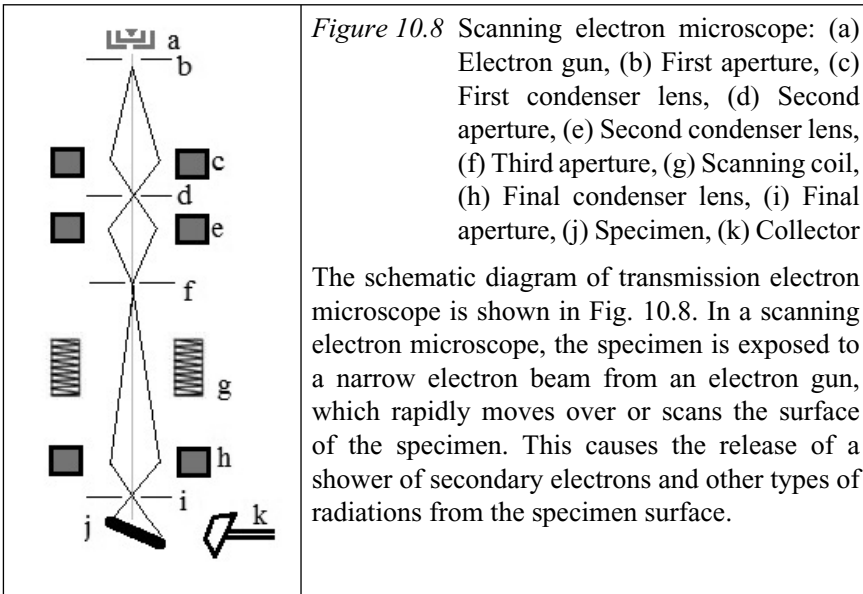 a
b
c
d
e
f
g
h
i
j
k
Figure 10.8 Scanning electron microscope: (a)
Electron gun, (b) First aperture, (c)
First condenser lens, (d) Second
aperture, (e) Second condenser lens,
(f) Third aperture, (g) Scanning coil,
(h) Final condenser lens, (i) Final
aperture, (j) Specimen, (k) Collector
The schematic diagram of transmission electron
microscope is shown in Fig. 10.8. In a scanning
electron microscope, the specimen is exposed to
a narrow electron beam from an electron gun,
which rapidly moves over or scans the surface
of the specimen. This causes the release of a
shower of secondary electrons and other types of
radiations from the specimen surface.